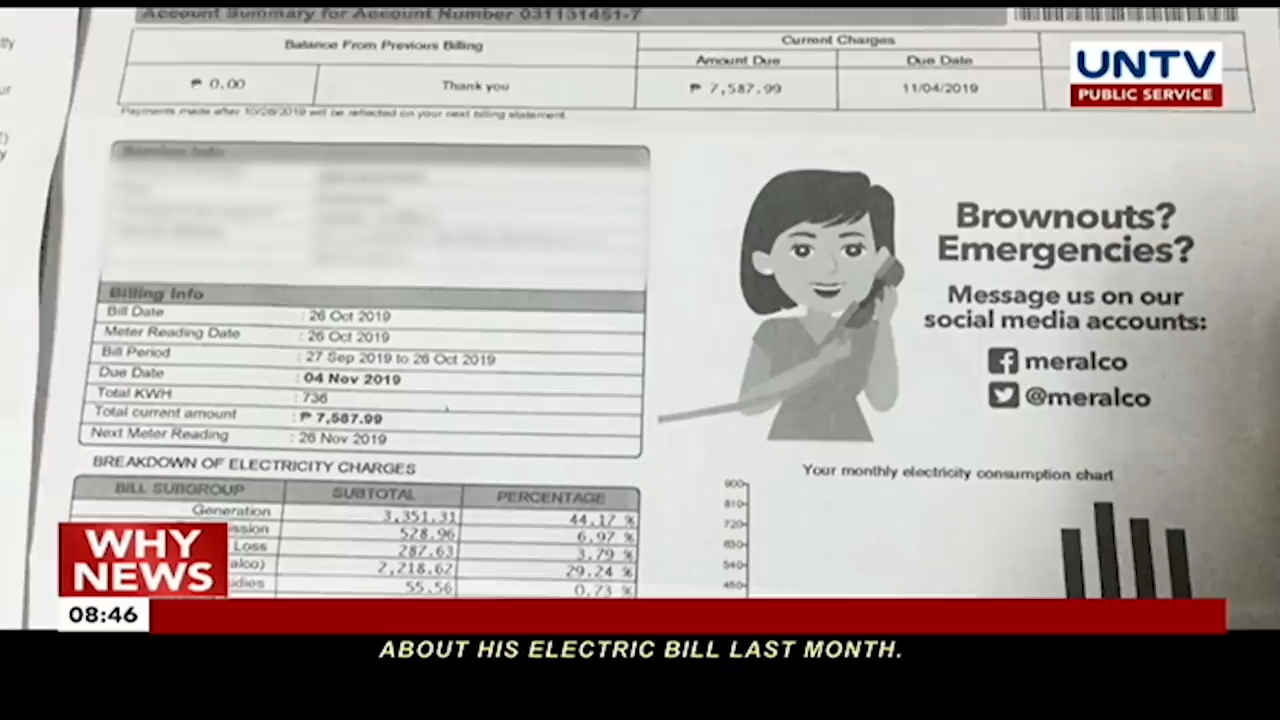 Account Summary for Account Number 031131451-7
Balance From Previous Billing
Current Charges
Amount Due
Due Date
₱ 0.00
Thank you
₱ 7,587.99
11/04/2019
Payments made after 10/26/2019 will be reflected on your next billing statement.
UNTV
PUBLIC SERVICE
Service Info
Billing Info
Bill Date : 26 Oct 2019
Meter Reading Date : 26 Oct 2019
Bill Period : 27 Sep 2019 to 26 Oct 2019
Due Date : 04 Nov 2019
Total KWH : 736
Total current amount : ₱ 7,587.99
Next Meter Reading : 26 Nov 2019
Brownouts?
Emergencies?
Message us on our
social media accounts:
meralco
@meralco
BREAKDOWN OF ELECTRICITY CHARGES
BILL SUBGROUP SUBTOTAL PERCENTAGE
Generation 3,351.31 44.17 %
ission 528.96 6.97 %
Loss 287.63 3.79 %
alco) 2,218.62 29.24 %
dies 55.56 0.73 %
Your monthly electricity consumption chart
900
810
720
630
540
450
WHY
NEWS
08:46
ABOUT HIS ELECTRIC BILL LAST MONTH.